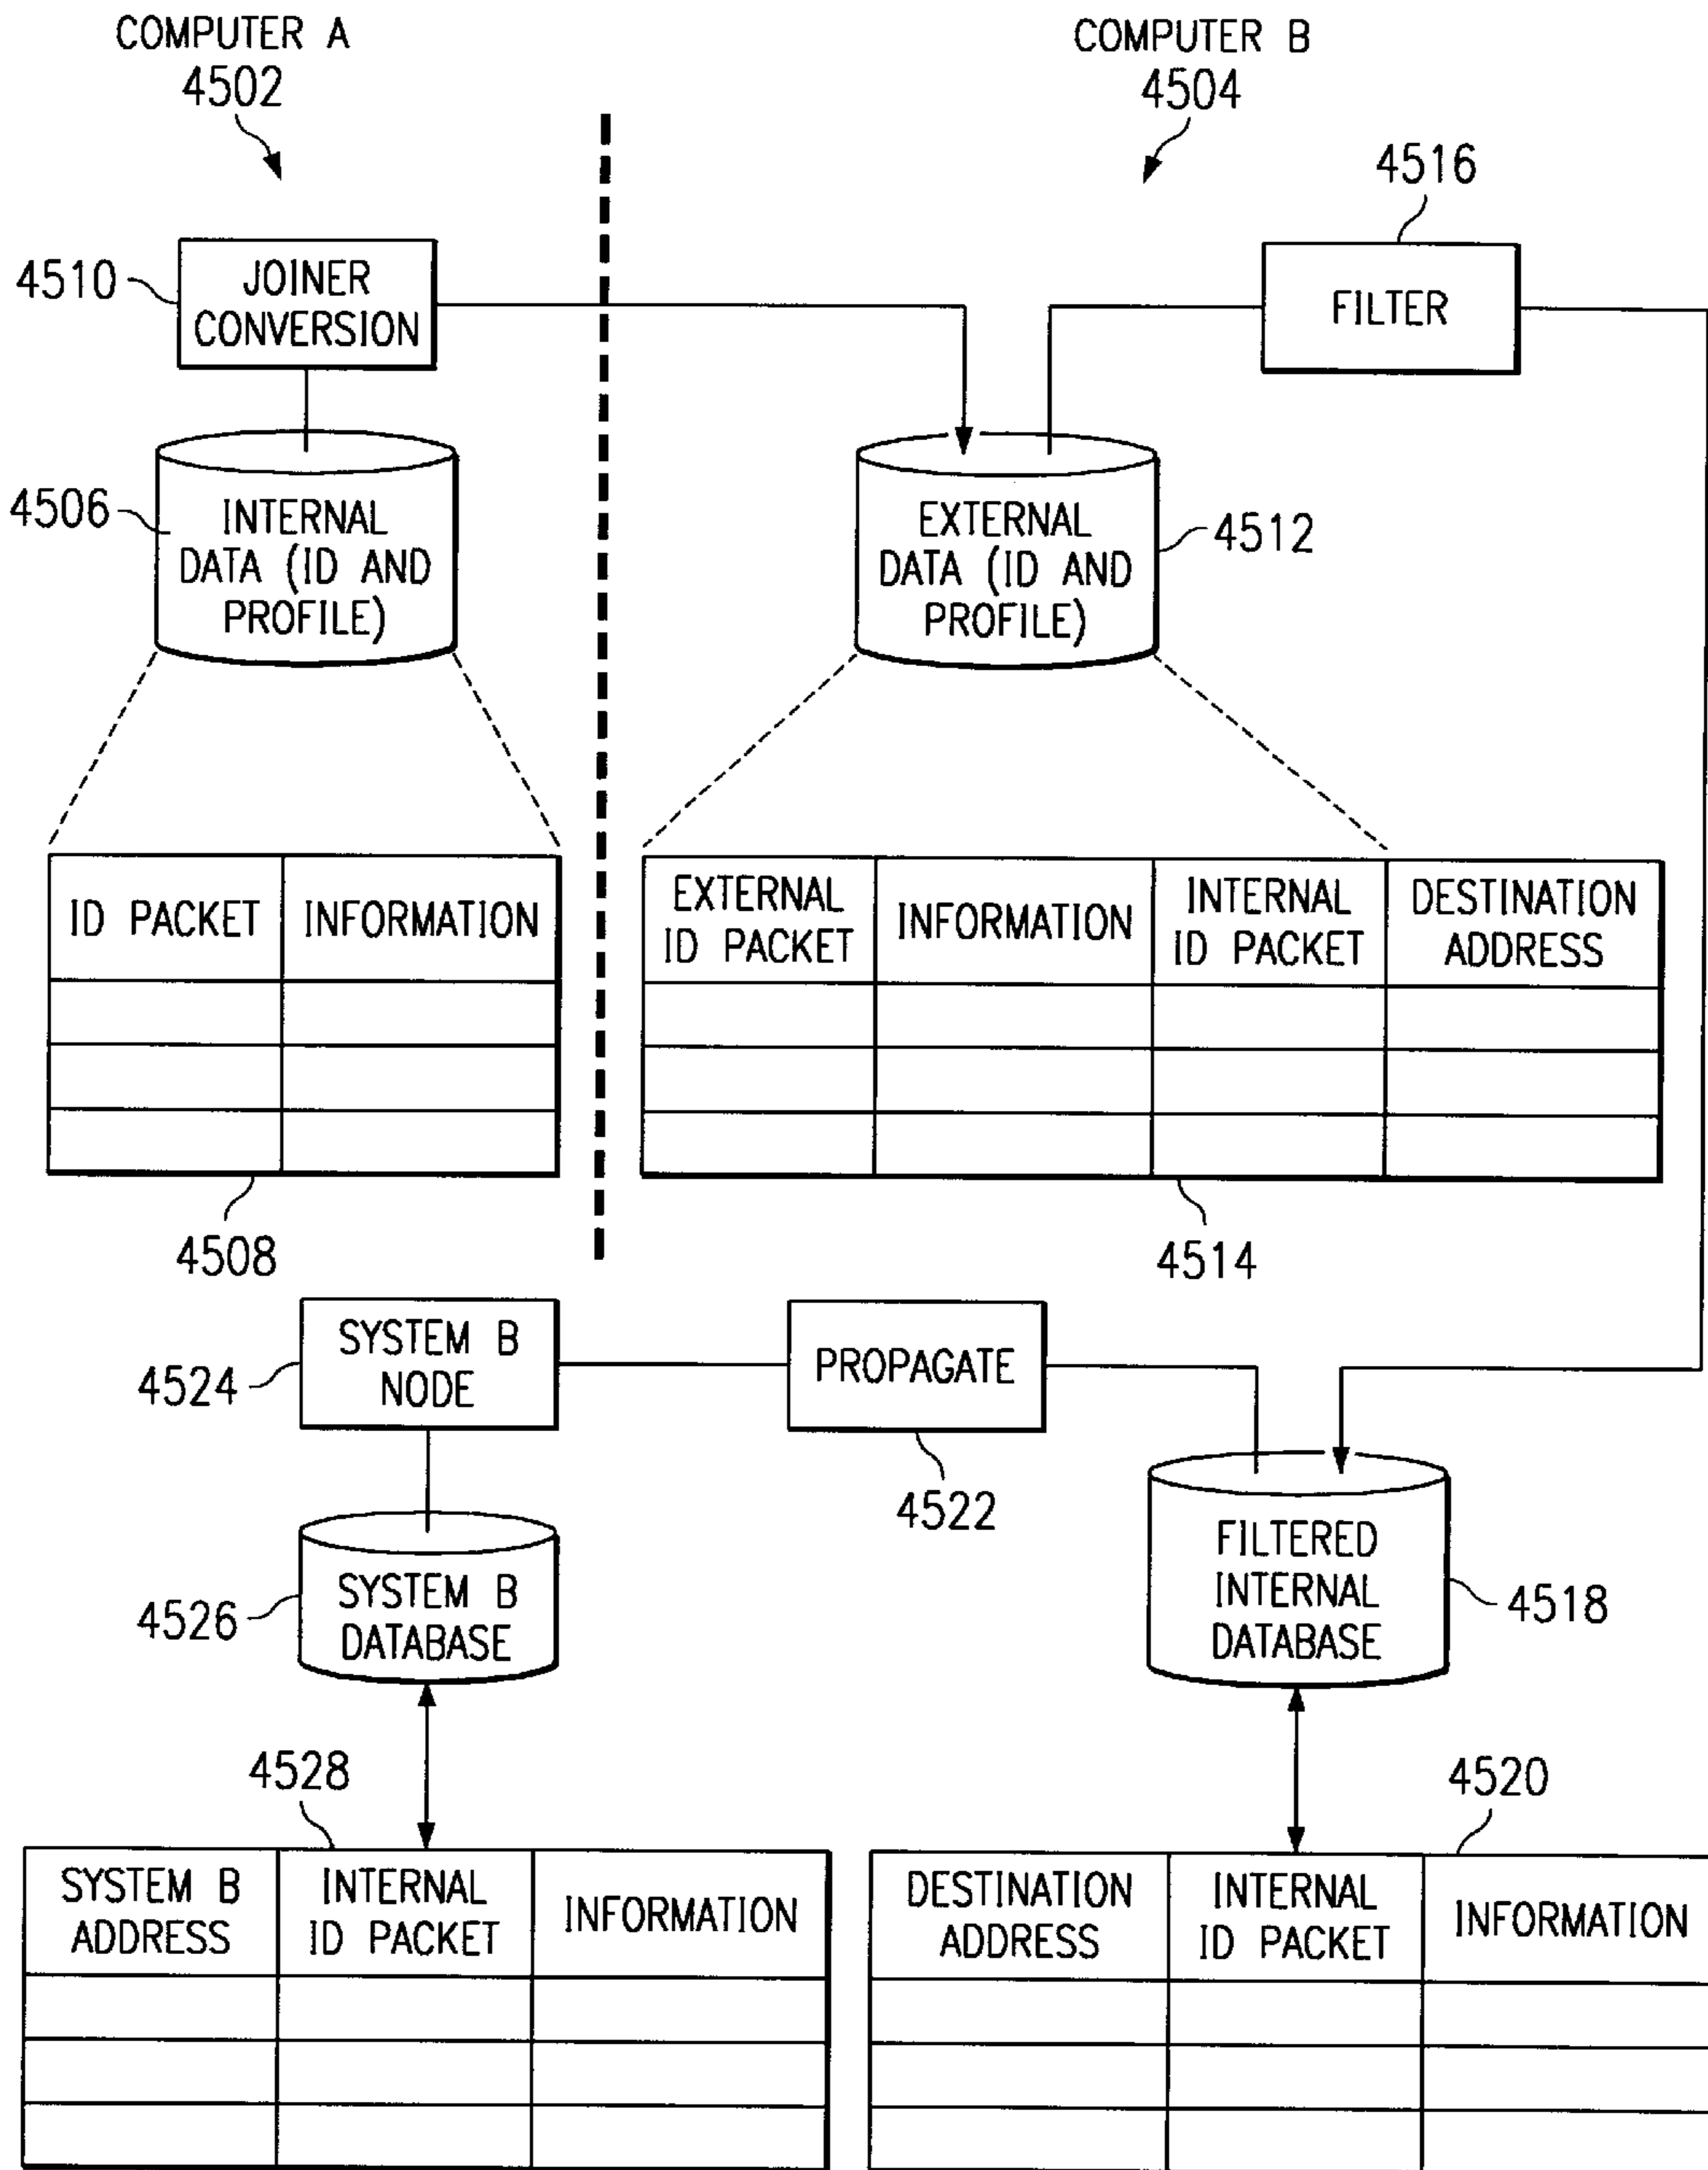 COMPUTER A
4502
COMPUTER B
4504
4516
4510
JOINER
CONVERSION
FILTER
4506
INTERNAL
DATA (ID AND
PROFILE)
EXTERNAL
DATA (ID AND
PROFILE)
4512
ID PACKET
INFORMATION
EXTERNAL
ID PACKET
INFORMATION
INTERNAL
ID PACKET
DESTINATION
ADDRESS
4508
4514
4524
SYSTEM B
NODE
PROPAGATE
4522
4526
SYSTEM B
DATABASE
FILTERED
INTERNAL
DATABASE
4518
4528
4520
SYSTEM B
ADDRESS
INTERNAL
ID PACKET
INFORMATION
DESTINATION
ADDRESS
INTERNAL
ID PACKET
INFORMATION